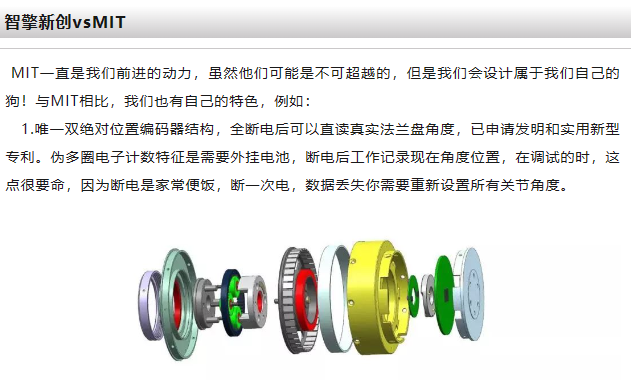 智擎新创vsMIT
MIT一直是我们前进的动力，虽然他们可能是不可超越的，但是我们会设计属于我们自己的
狗！与MIT相比，我们也有自己的特色，例如：
1.唯一双绝对位置编码器结构，全断电后可以直读真实法兰盘角度，已申请发明和实用新型
专利。伪多圈电子计数特征是需要外挂电池，断电后工作记录现在角度位置，在调试的时，这
点很要命，因为断电是家常便饭，断一次电，数据丢失你需要重新设置所有关节角度。